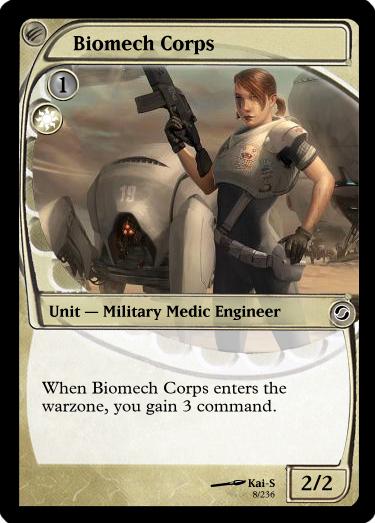 Biomech Corps
1
19
Unit — Military Medic Engineer
When Biomech Corps enters the
warzone, you gain 3 command.
Kai-S
8/236
2/2